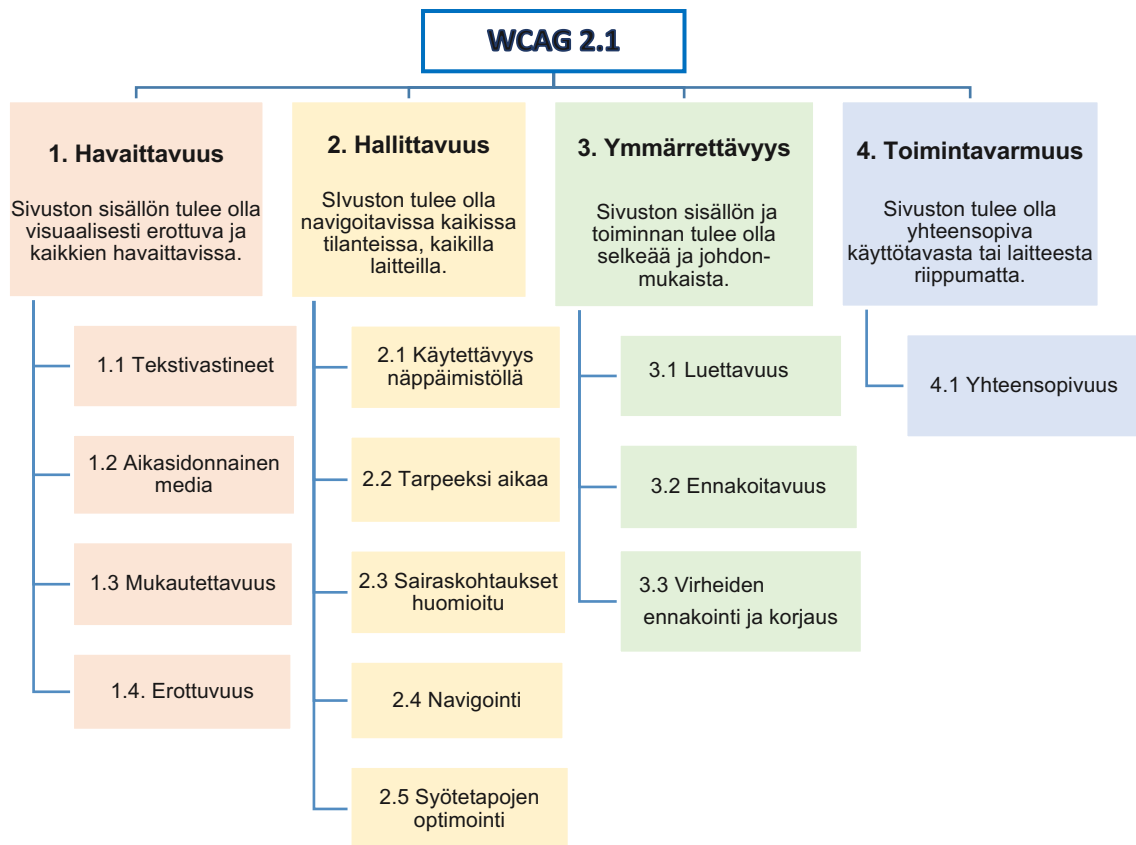 WCAG 2.1
1. Havaittavuus
Sivuston sisällön tulee olla
visuaalisesti erottuva ja
kaikkien havaittavissa.
1.1 Tekstivastineet
1.2 Aikasidonnainen
media
1.3 Mukautettavuus
1.4. Erottuvuus
2. Hallittavuus
SIvuston tulee olla
navigoitavissa kaikissa
tilanteissa, kaikilla
laitteilla.
2.1 Käytettävyys
näppäimistöllä
2.2 Tarpeeksi aikaa
2.3 Sairaskohtaukset
huomioitu
2.4 Navigointi
2.5 Syötetapojen
optimointi
3. Ymmärrettävyys
Sivuston sisällön ja
toiminnan tulee olla
selkeää ja johdon-
mukaista.
3.1 Luettavuus
3.2 Ennakoitavuus
3.3 Virheiden
ennakointi ja korjaus
4. Toimintavarmuus
Sivuston tulee olla
yhteensopiva
käyttötavasta tai laitteesta
riippumatta.
4.1 Yhteensopivuus